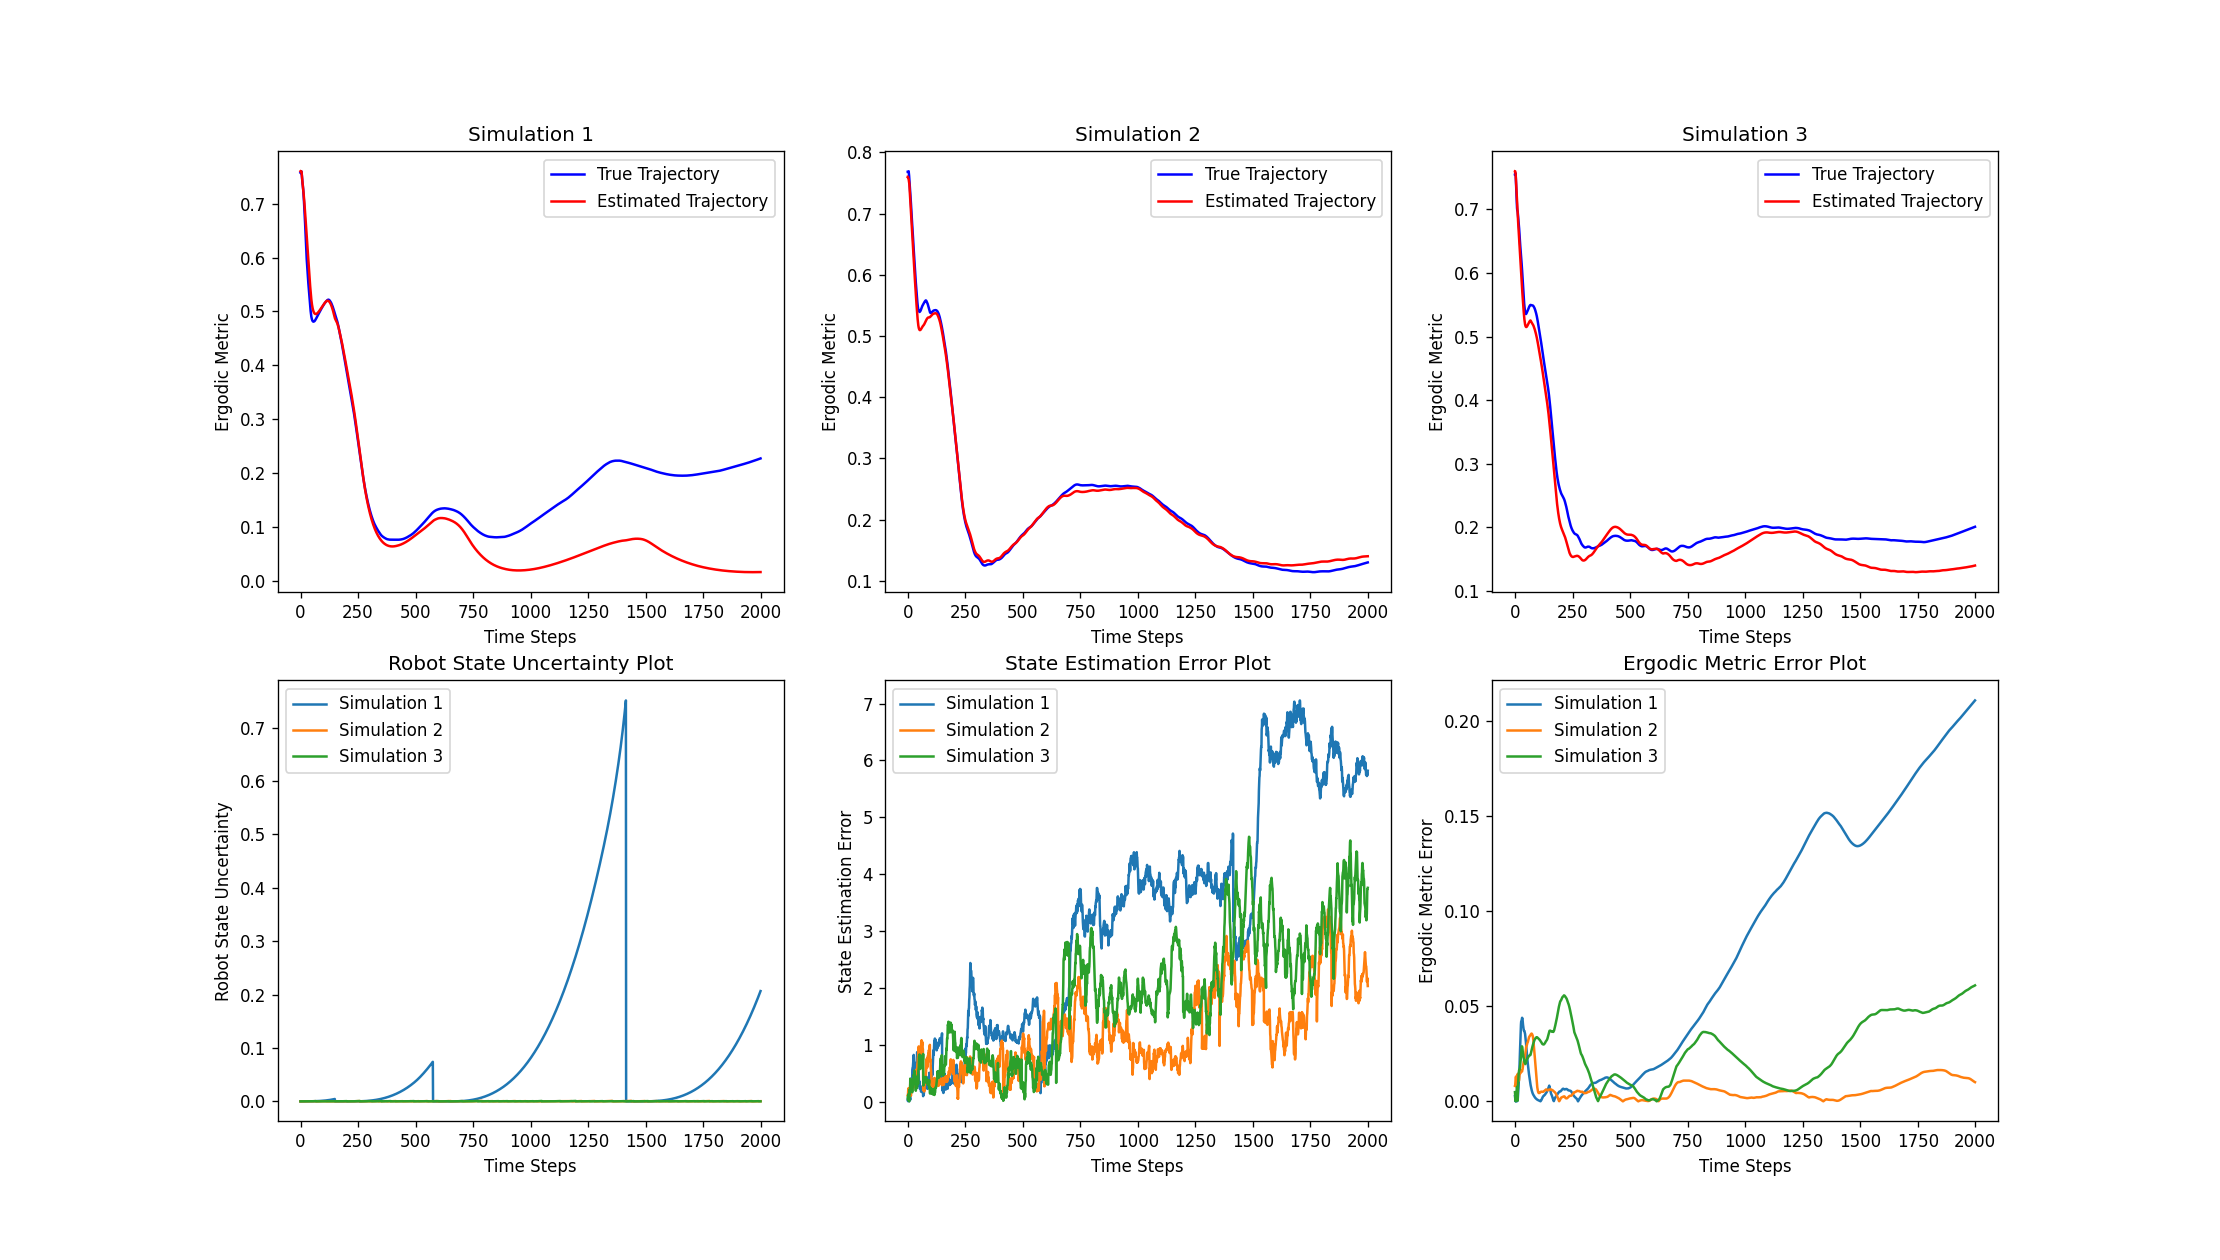 Simulation 1
True Trajectory
Estimated Trajectory
Ergodic Metric
0.7
0.6
0.5
0.4
0.3
0.2
0.1
0.0
0 250 500 750 1000 1250 1500 1750 2000
Time Steps
Simulation 2
True Trajectory
Estimated Trajectory
Ergodic Metric
0.8
0.7
0.6
0.5
0.4
0.3
0.2
0.1
0 250 500 750 1000 1250 1500 1750 2000
Time Steps
Simulation 3
True Trajectory
Estimated Trajectory
Ergodic Metric
0.7
0.6
0.5
0.4
0.3
0.2
0.1
0 250 500 750 1000 1250 1500 1750 2000
Time Steps
Robot State Uncertainty Plot
Simulation 1
Simulation 2
Simulation 3
Robot State Uncertainty
0.7
0.6
0.5
0.4
0.3
0.2
0.1
0.0
0 250 500 750 1000 1250 1500 1750 2000
Time Steps
State Estimation Error Plot
Simulation 1
Simulation 2
Simulation 3
State Estimation Error
7
6
5
4
3
2
1
0
0 250 500 750 1000 1250 1500 1750 2000
Time Steps
Ergodic Metric Error Plot
Simulation 1
Simulation 2
Simulation 3
Ergodic Metric Error
0.20
0.15
0.10
0.05
0.00
0 250 500 750 1000 1250 1500 1750 2000
Time Steps